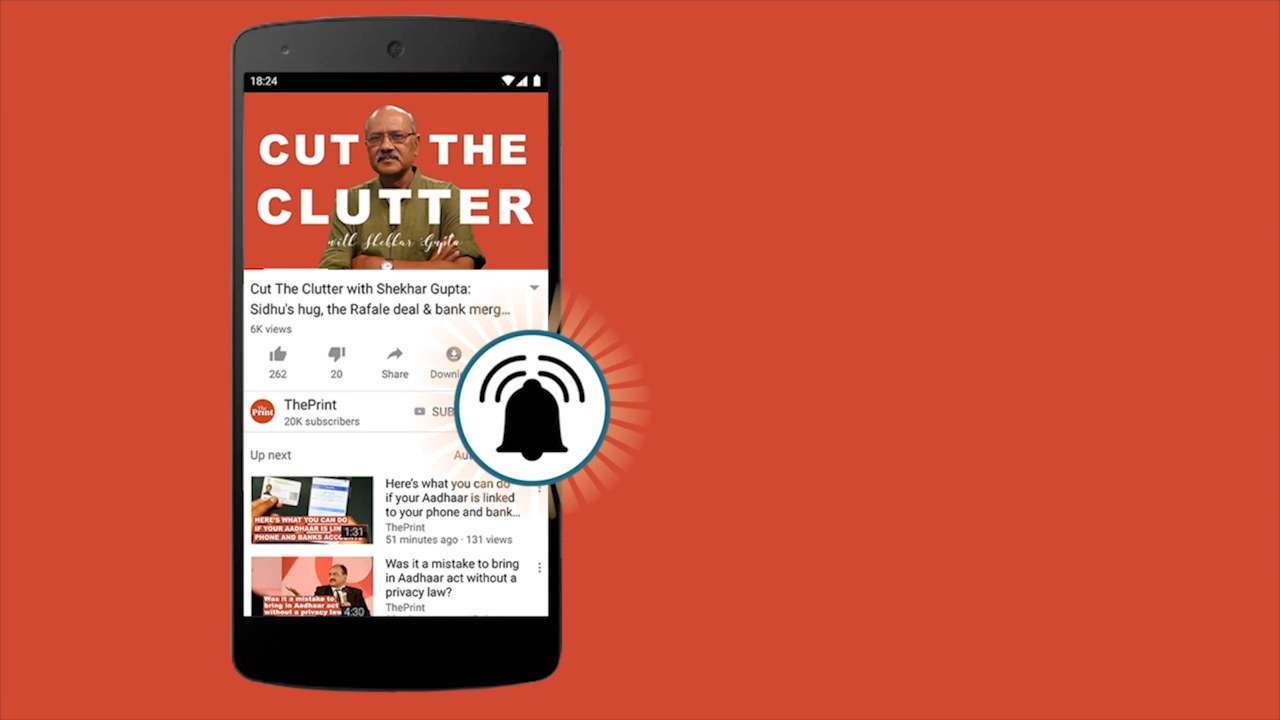 18:24
CUT THE
CLUTTER
with Shekhar Gupta
Cut The Clutter with Shekhar Gupta:
Sidhu's hug, the Rafale deal & bank merg…
6K views
262
20
Share
Downl
The
Print
ThePrint
20K subscribers
SUB
Up next
Au
HERE'S WHAT YOU CAN DO
IF YOUR AADHAAR IS LIN
PHONE AND BANKS ACC
1:31
Here's what you can do
if your Aadhaar is linked
to your phone and bank…
ThePrint
51 minutes ago · 131 views
Was it a mistake to
bring in Aadhaar act
without a privacy law
4:30
Was it a mistake to bring
in Aadhaar act without a
privacy law?
ThePrint